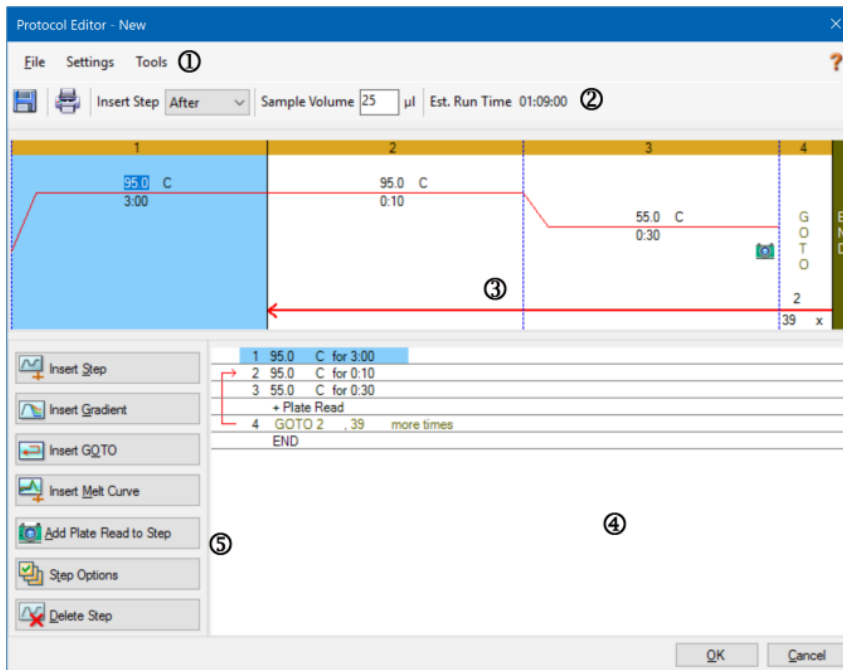 Protocol Editor - New
File Settings Tools ①
Insert Step After Sample Volume 25 µl Est. Run Time 01:09:00 ②
1 2 3 4
95.0 C 95.0 C
3:00 0:10
55.0 C
0:30
GOTO
END
③
2
39 x
Insert Step
Insert Gradient
Insert GOTO
Insert Melt Curve
Add Plate Read to Step
Step Options
Delete Step
⑤
1 95.0 C for 3:00
2 95.0 C for 0:10
3 55.0 C for 0:30
+ Plate Read
4 GOTO 2 , 39 more times
END
④
OK Cancel